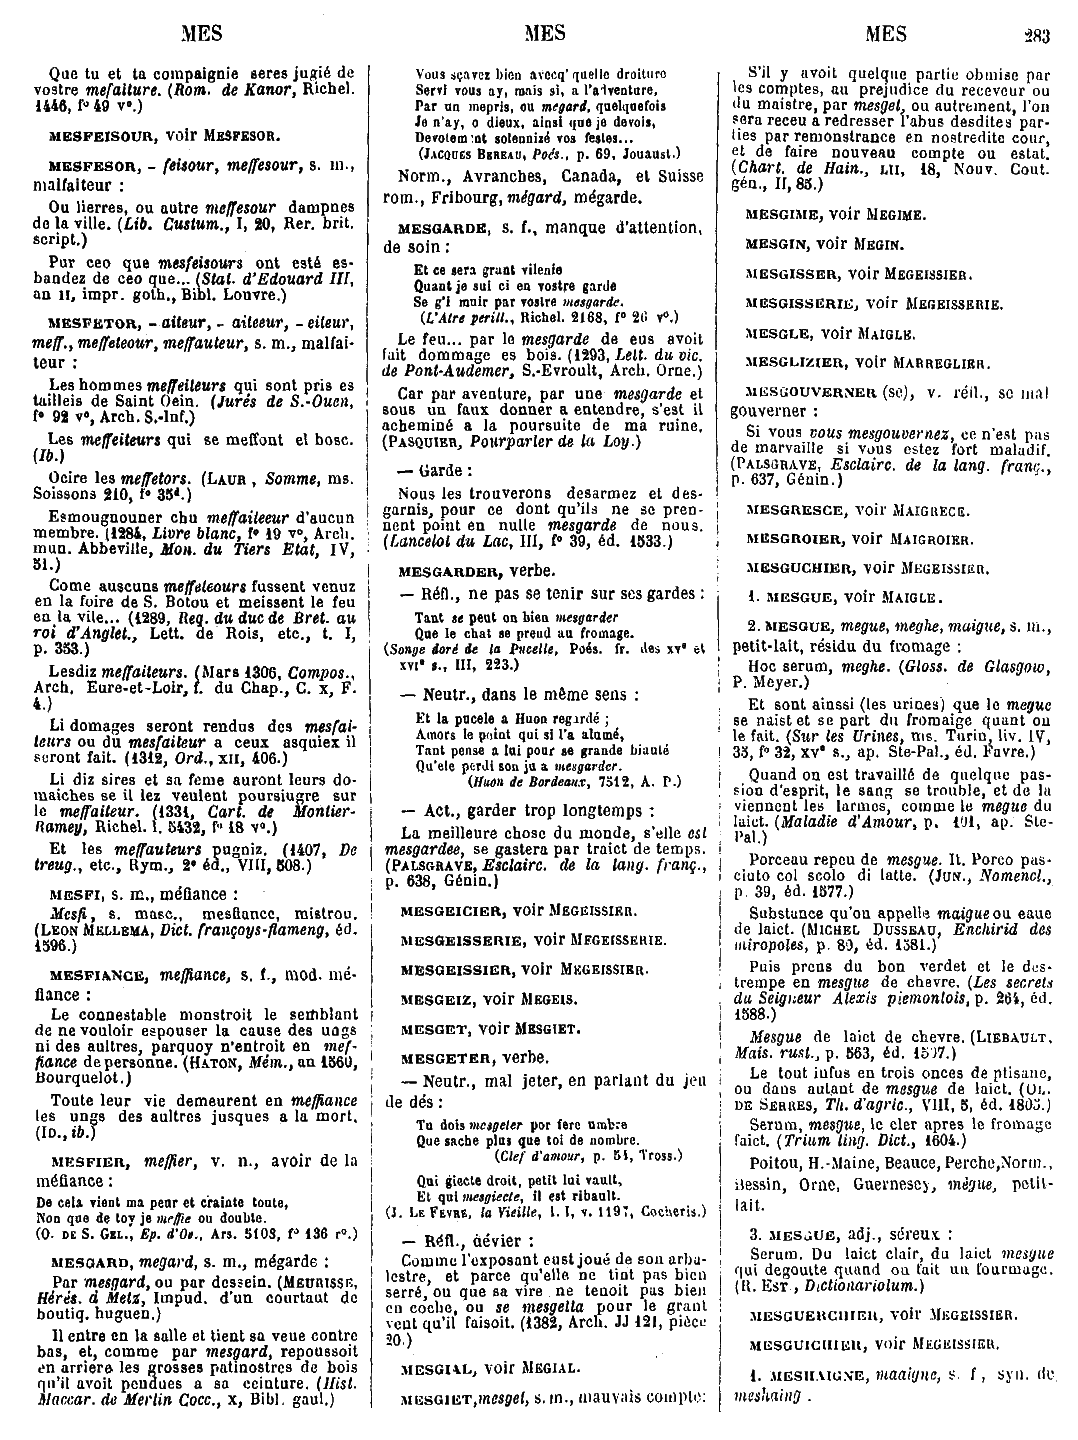 MES
MES
MES
283
Que tu et ta compaignie seres jugié de
vostre mefaiture. (Rom. de Kanor, Richel.
1446, f° 49 v°.)
MESFEISOUR, voir MESFESOR.
MESFESOR, - feisour, meffesour, s. m.,
malfaiteur :
Ou lierres, ou autre meffesour dampnes
de la ville. (Lib. Custum., I, 20, Rer. brit.
script.)
Pur ceo que mesfeisours ont esté es-
bandez de ceo que... (Stat. d'Edouard III,
an II, impr. goth., Bibl. Louvre.)
MESFETOR, - aiteur, - aileeur, - eiteur,
meff., meffeteour, meffauteur, s. m., malfai-
teur :
Les hommes meffeiteurs qui sont pris es
tailleis de Saint Oein. (Jurés de S.-Ouen,
f° 92 v°, Arch. S.-Inf.)
Les meffeiteurs qui se meffont el bosc.
(Ib.)
Ocire les meffetors. (LAUR , Somme, ms.
Soissons 210, f° 35ᵈ.)
Esmougnouner chu meffaiteeur d'aucun
membre. (1284, Livre blanc, f° 19 v°, Arch.
mun. Abbeville, Mon. du Tiers Etat, IV,
51.)
Come auscuns meffeteours fussent venuz
en la foire de S. Botou et meissent le feu
en la vile... (1289, Req. du duc de Bret. au
roi d'Anglet., Lett. de Rois, etc., t. I,
p. 353.)
Lesdiz meffaiteurs. (Mars 1306, Compos.,
Arch. Eure-et-Loir, f. du Chap., C. X, F.
4.)
Li domages seront rendus des mesfai-
teurs ou du mesfaiteur a ceux asquiex il
seront fait. (1312, Ord., XII, 406.)
Li diz sires et sa feme auront leurs do-
maiches se il lez veulent poursiugre sur
le meffaiteur. (1331, Cart. de Montier-
Ramey, Richel. l. 5432, f° 18 v°.)
Et les meffauteurs pugniz. (1407, De
treug., etc., Rym., 2ᵉ éd., VIII, 508.)
MESFI, s. m., méfiance :
Mesfi, s. masc., mesfiance, mistrou.
(LEON MELLEMA, Dict. françoys-flameng, éd.
1596.)
MESFIANCE, meffiance, s. f., mod. mé-
fiance :
Le connestable monstroit le semblant
de ne vouloir espouser la cause des ungs
ni des aultres, parquoy n'entroit en mef-
fiance de personne. (HATON, Mém., an 1560,
Bourquelot.)
Toute leur vie demeurent en meffiance
les ungs des aultres jusques a la mort.
(ID., ib.)
MESFIER, meffier, v. n., avoir de la
méfiance :
De cela vient ma peur et crainte toute,
Non que de toy je meffie ou doubte.
(O. DE S. GEL., Ep. d'Ov., Ars. 5108, f° 136 r°.)
MESGARD, megard, s. m., mégarde :
Par mesgard, ou par dessein. (MEURISSE,
Hérés. à Metz, Impud. d'un courtaut de
boutiq. huguen.)
Il entre en la salle et tient sa veue contre
bas, et, comme par mesgard, repoussoit
en arriere les grosses patinostres de bois
qu'il avoit pendues a sa ceinture. (Hist.
Maccar. de Merlin Cocc., X, Bibl. gaul.)
Vous sçavez bien avecq' quelle droiture
Servi vous ay, mais si, a l'adventure,
Par un mepris, ou megard, quelquefois
Je n'ay, o dieux, ainsi que je devois,
Devotement solennizé vos festes...
(JACQUES BEREAU, Poés., p. 69, Jouaust.)
Norm., Avranches, Canada, et Suisse
rom., Fribourg, mégard, mégarde.
MESGARDE, s. f., manque d'attention,
de soin :
Et ce sera grant vilenie
Quant je sui ci en vostre garde
Se g'i muir par vostre mesgarde.
(L'Atre perill., Richel. 2168, f° 26 v°.)
Le feu... par le mesgarde de eus avoit
fait dommage es bois. (1293, Lett. du vic.
de Pont-Audemer, S.-Evroult, Arch. Orne.)
Car par aventure, par une mesgarde et
sous un faux donner a entendre, s'est il
acheminé a la poursuite de ma ruine.
(PASQUIER, Pourparler de la Loy.)
— Garde :
Nous les trouverons desarmez et des-
garnis, pour ce dont qu'ils ne se pren-
nent point en nulle mesgarde de nous.
(Lancelot du Lac, III, f° 39, éd. 1533.)
MESGARDER, verbe.
— Réfl., ne pas se tenir sur ses gardes :
Tant se peut on bien mesgarder
Que le chat se prend au fromage.
(Songe doré de la Pucelle, Poés. fr. des XVᵉ et
XVIᵉ s., III, 223.)
— Neutr., dans le même sens :
Et la pucele a Huon regardé ;
Amors le point qui si l'a alumé,
Tant pense a lui pour se grande biauté
Qu'ele perdi son ju a mesgarder.
(Huon de Bordeaux, 7512, A. P.)
— Act., garder trop longtemps :
La meilleure chose du monde, s'elle est
mesgardee, se gastera par traict de temps.
(PALSGRAVE, Esclairc. de la lang. franç.,
p. 638, Génin.)
MESGEICIER, voir MEGEISSIER.
MESGEISSERIE, voir MEGEISSERIE.
MESGEISSIER, voir MEGEISSIER.
MESGEIZ, voir MEGEIS.
MESGET, voir MESGIET.
MESGETER, verbe.
— Neutr., mal jeter, en parlant du jeu
de dés :
Tu dois mesgeter por fere umbre
Que sache plus que toi de nombre.
(Clef d'amour, p. 54, Tross.)
Qui giecte droit, petit lui vault,
Et qui mesgiecte, il est ribault.
(J. LE FEVRE, la Vieille, l. I, v. 1197, Cocheris.)
— Réfl., dévier :
Comme l'exposant eust joué de son arba-
lestre, et parce qu'elle ne tint pas bien
serré, ou que sa vire ne tenoit pas bien
en coche, ou se mesgetta pour le grant
vent qu'il faisoit. (1382, Arch. JJ 121, pièce
20.)
MESGIAL, voir MEGIAL.
MESGIET, mesget, s. m., mauvais compte:
S'il y avoit quelque partie obmise par
les comptes, au prejudice du receveur ou
du maistre, par mesget, ou autrement, l'on
sera receu a redresser l'abus desdites par-
ties par remonstrance en nostredite cour,
et de faire nouveau compte ou estat.
(Chart. de Hain., LII, 18, Nouv. Cout.
gén., II, 85.)
MESGIME, voir MEGIME.
MESGIN, voir MEGIN.
MESGISSER, voir MEGEISSIER.
MESGISSERIE, voir MEGEISSERIE.
MESGLE, voir MAIGLE.
MESGLIZIER, voir MARREGLIER.
MESGOUVERNER (se), v. réfl., se mal
gouverner :
Si vous vous mesgouvernez, ce n'est pas
de marvaille si vous estez fort maladif.
(PALSGRAVE, Esclairc. de la lang. franç.,
p. 637, Génin.)
MESGRESCE, voir MAIGRECE.
MESGROIER, voir MAIGROIER.
MESGUCHIER, voir MEGEISSIER.
1. MESGUE, voir MAIGLE.
2. MESGUE, megue, meghe, maigue, s. m.,
petit-lait, résidu du fromage :
Hoc serum, meghe. (Gloss. de Glasgow,
P. Meyer.)
Et sont ainsi (les urines) que le megue
se naist et se part du fromaige quant on
le fait. (Sur les Urines, ms. Turin, liv. IV,
35, f° 32, XVᵉ s., ap. Ste-Pal., éd. Favre.)
Quand on est travaillé de quelque pas-
sion d'esprit, le sang se trouble, et de la
viennent les larmes, comme le megue du
laict. (Maladie d'Amour, p. 101, ap. Ste-
Pal.)
Porceau repeu de mesgue. It. Porco pas-
ciuto col scolo di latte. (JUN., Nomencl.,
p. 39, éd. 1577.)
Substance qu'on appelle maigue ou eaue
de laict. (MICHEL DUSSEAU, Enchirid des
miropoles, p. 80, éd. 1581.)
Puis prens du bon verdet et le des-
trempe en mesgue de chevre. (Les secrets
du Seigneur Alexis piemontois, p. 264, éd.
1588.)
Mesgue de laict de chevre. (LIEBAULT,
Mais. rust., p. 563, éd. 1597.)
Le tout infus en trois onces de ptisane,
ou dans autant de mesgue de laict. (OL.
DE SERRES, Th. d'agric., VIII, 5, éd. 1805.)
Serum, mesgue, le cler apres le fromage
faict. (Trium ling. Dict., 1604.)
Poitou, H.-Maine, Beauce, Perche, Norm.,
Bessin, Orne, Guernesey, mègue, petit-
lait.
3. MESGUE, adj., séreux :
Serum. Du laict clair, du laict mesgue
qui degoutte quand on fait un fourmage.
(R. EST , Dictionariolum.)
MESGUERCHIER, voir MEGEISSIER.
MESGUICHIER, voir MEGEISSIER.
1. MESHAIGNE, maaigne, s. f , syn. de
meshaing .